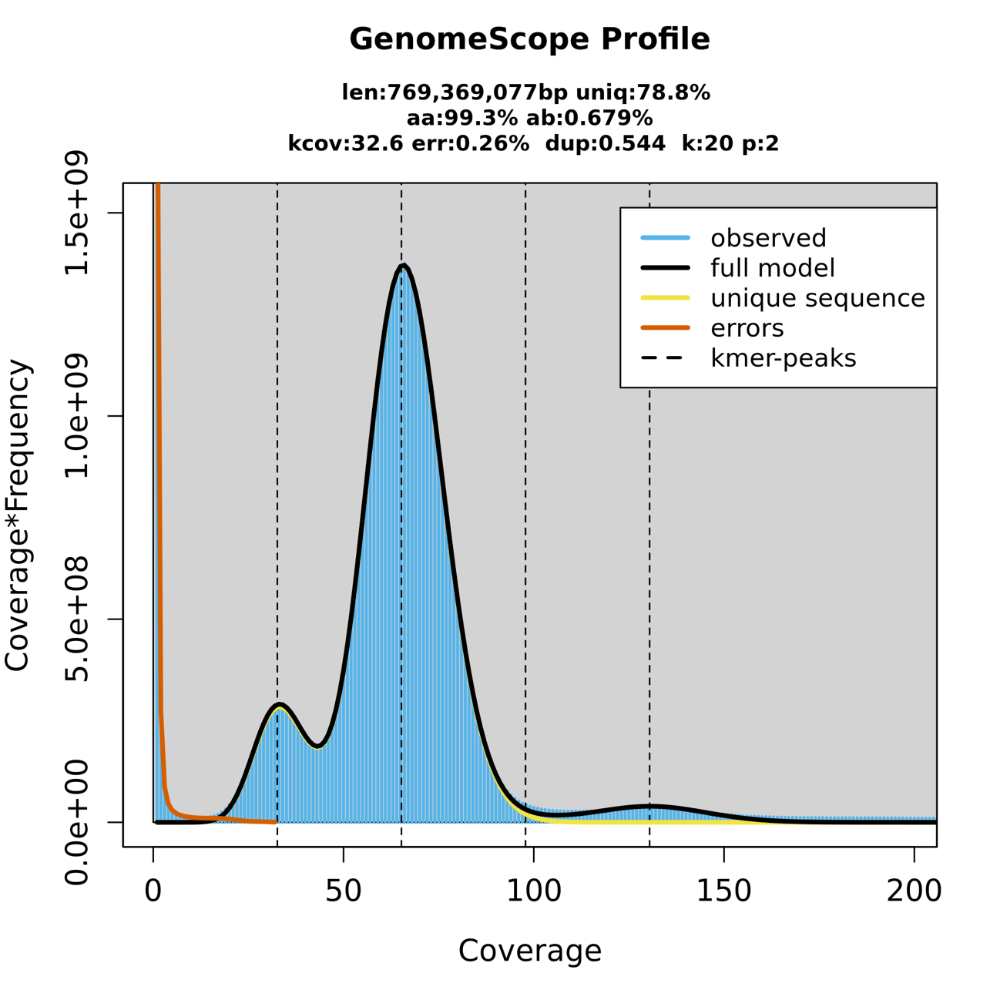 GenomeScope Profile
len:769,369,077bp uniq:78.8%
aa:99.3% ab:0.679%
kcov:32.6 err:0.26% dup:0.544 k:20 p:2
Coverage*Frequency
1.5e+09
1.0e+09
5.0e+08
0.0e+00
observed
full model
unique sequence
errors
kmer-peaks
0 50 100 150 200
Coverage